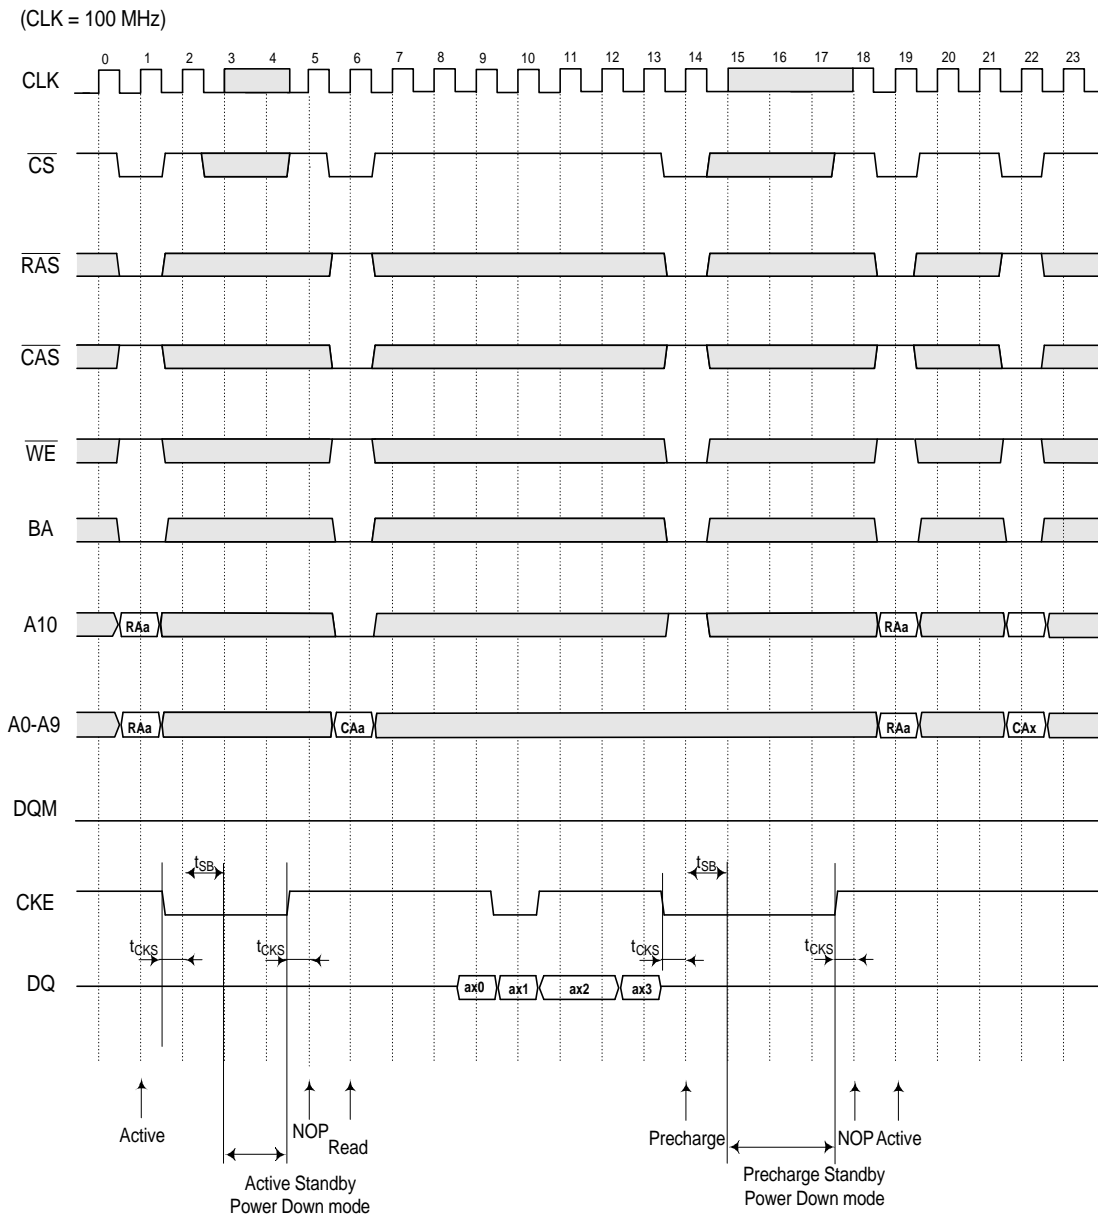 (CLK = 100 MHz)
0 1 2 3 4 5 6 7 8 9 10 11 12 13 14 15 16 17 18 19 20 21 22 23
CLK
CS
RAS
CAS
WE
BA
A10 RAa RAa
A0-A9 RAa CAa RAa CAx
DQM
tSB tSB
CKE
tCKS tCKS tCKS tCKS
DQ ax0 ax1 ax2 ax3
Active NOP Read Precharge NOP Active
Active Standby
Power Down mode
Precharge Standby
Power Down mode